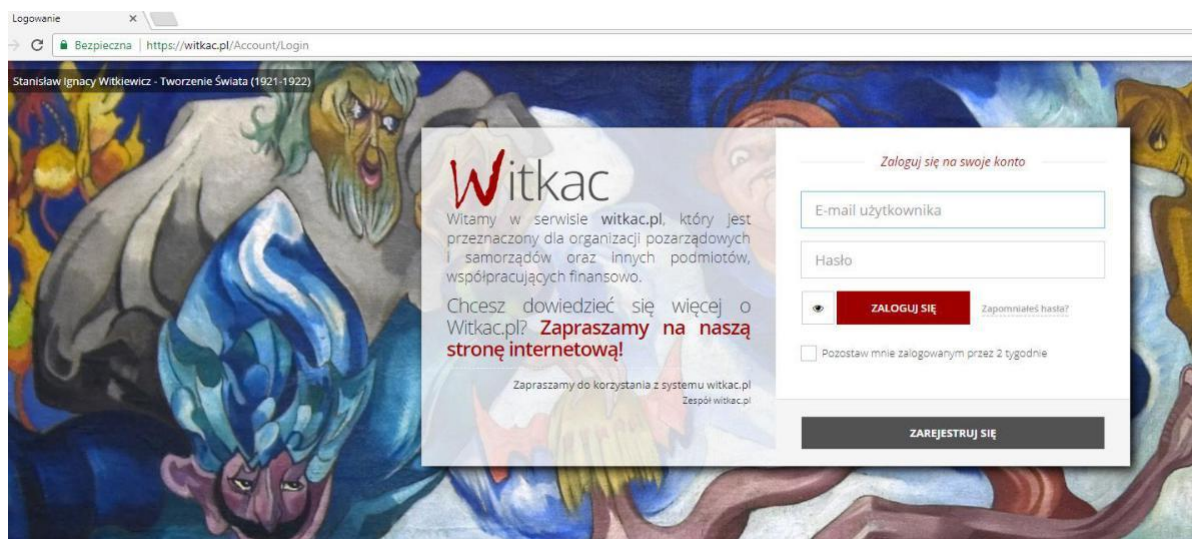 Logowanie
Bezpieczna | https://witkac.pl/Account/Login
Stanisław Ignacy Witkiewicz - Tworzenie Świata (1921-1922)
Witkac
Witamy w serwisie witkac.pl, który jest
przeznaczony dla organizacji pozarządowych
i samorządów oraz innych podmiotów,
współpracujących finansowo.
Chcesz dowiedzieć się więcej o
Witkac.pl? Zapraszamy na naszą
stronę internetową!
Zapraszamy do korzystania z systemu witkac.pl
Zespół witkac.pl
Zaloguj się na swoje konto
E-mail użytkownika
Hasło
ZALOGUJ SIĘ
Zapomniałeś hasła?
Pozostaw mnie zalogowanym przez 2 tygodnie
ZAREJESTRUJ SIĘ